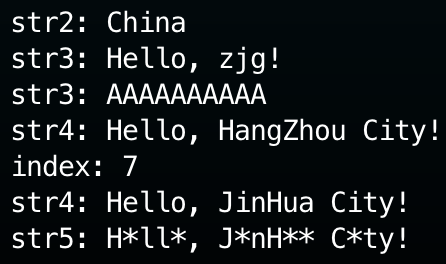 str2: China
str3: Hello, zjg!
str3: AAAAAAAAAA
str4: Hello, HangZhou City!
index: 7
str4: Hello, JinHua City!
str5: H*ll*, J*nH** C*ty!